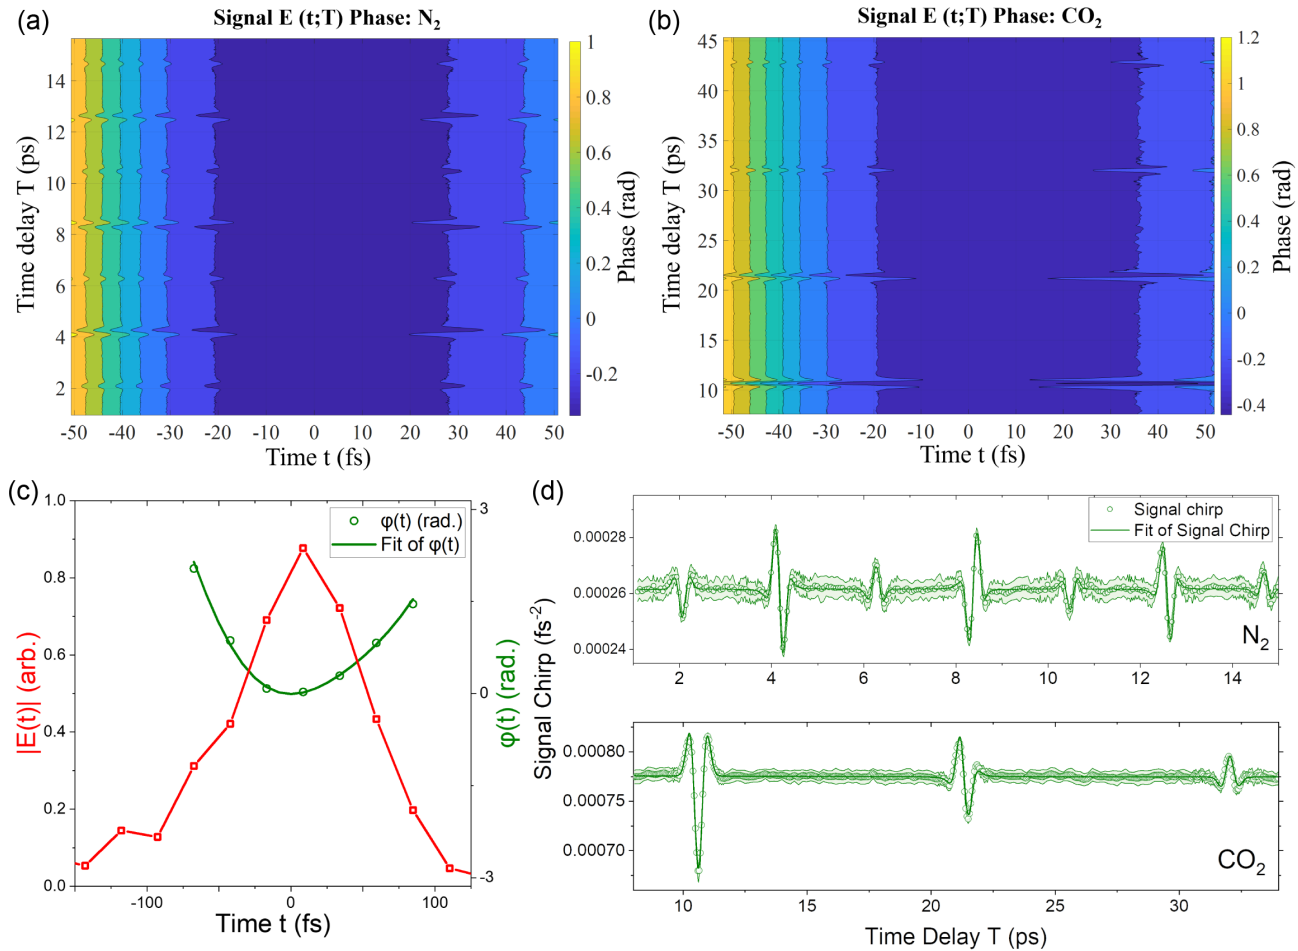 (a)
Signal E (t;T) Phase: N₂
Time delay T (ps)
14
12
10
8
6
4
2
-50 -40 -30 -20 -10 0 10 20 30 40 50
Time t (fs)
1
0.8
0.6
0.4
0.2
0
-0.2
Phase (rad)
(b)
Signal E (t;T) Phase: CO₂
Time delay T (ps)
45
40
35
30
25
20
15
10
-50 -40 -30 -20 -10 0 10 20 30 40 50
Time t (fs)
1.2
1
0.8
0.6
0.4
0.2
0
-0.2
-0.4
Phase (rad)
(c)
|E(t)| (arb.)
1.0
0.8
0.6
0.4
0.2
0.0
-100 -50 0 50 100
Time t (fs)
3
0
-3
φ(t) (rad.)
φ(t) (rad.)
Fit of φ(t)
(d)
Signal Chirp (fs⁻²)
0.00028
0.00026
0.00024
2 4 6 8 10 12 14
Signal chirp
Fit of Signal Chirp
N₂
0.00080
0.00075
0.00070
10 15 20 25 30
CO₂
Time Delay T (ps)